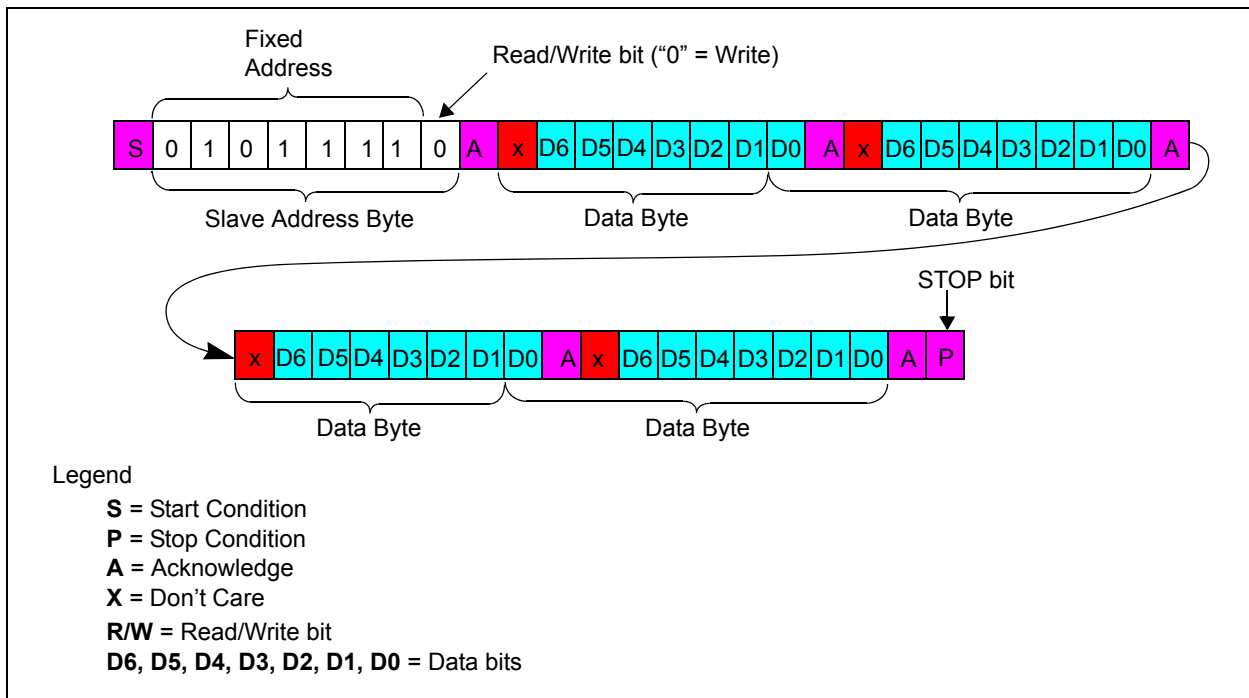 Fixed
Address
Read/Write bit (“0” = Write)
S 0 1 0 1 1 1 1 0 A x D6 D5 D4 D3 D2 D1 D0 A x D6 D5 D4 D3 D2 D1 D0 A
Slave Address Byte Data Byte Data Byte
STOP bit
x D6 D5 D4 D3 D2 D1 D0 A x D6 D5 D4 D3 D2 D1 D0 A P
Data Byte Data Byte
Legend
S = Start Condition
P = Stop Condition
A = Acknowledge
X = Don't Care
R/W = Read/Write bit
D6, D5, D4, D3, D2, D1, D0 = Data bits